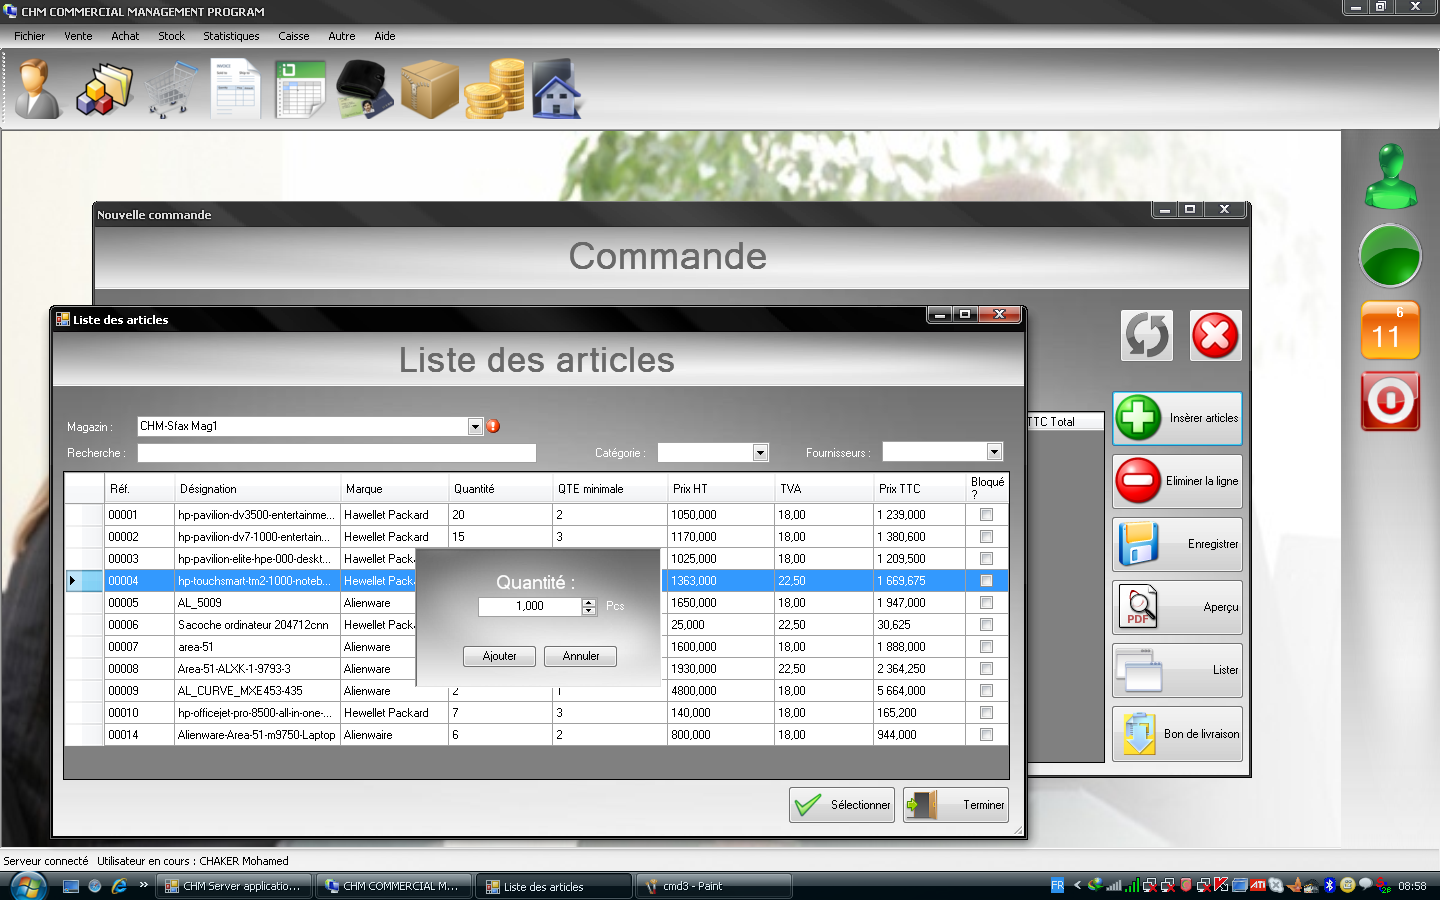 CHM COMMERCIAL MANAGEMENT PROGRAM
Fichier Vente Achat Stock Statistiques Caisse Autre Aide
INVOICE
Nouvelle commande
Commande
Liste des articles
Liste des articles
6
11
Magazin : CHM-Sfax Mag1
TTC Total
Insèrer articles
Recherche : Catégorie : Fournisseurs :
Eliminer la ligne
Réf. Désignation Marque Quantité QTE minimale Prix HT TVA Prix TTC Bloqué ?
00001 hp-pavilion-dv3500-entertainme... Hawellet Packard 20 2 1050,000 18,00 1 239,000
00002 hp-pavilion-dv7-1000-entertain... Hawellet Packard 15 3 1170,000 18,00 1 380,600
Enregistrer
00003 hp-pavilion-elite-hpe-000-deskt... Hawellet Pack 1025,000 18,00 1 209,500
00004 hp-touchsmart-tm2-1000-noteb... Hewellet Pack 1363,000 22,50 1 669,675
Quantité :
00005 AL_5009 Alienware 1650,000 18,00 1 947,000
1,000 Pcs
PDF Aperçu
00006 Sacoche ordinateur 204712cnn Hewellet Pack 25,000 22,50 30,625
00007 area-51 Alienware 1600,000 18,00 1 888,000
Ajouter Annuler
00008 Area-51-ALXK-1-9793-3 Alienware 1930,000 22,50 2 364,250
Lister
00009 AL_CURVE_MXE453-435 Alienware 2 1 4800,000 18,00 5 664,000
00010 hp-officejet-pro-8500-all-in-one-... Hewellet Packard 7 3 140,000 18,00 165,200
00014 Alienware-Area-51-m9750-Laptop Alienwaire 6 2 800,000 18,00 944,000
Bon de livraison
Sélectionner Terminer
Serveur connecté Utilisateur en cours : CHAKER Mohamed
CHM Server applicatio... CHM COMMERCIAL M... Liste des articles cmd3 - Paint FR ATI 08:58